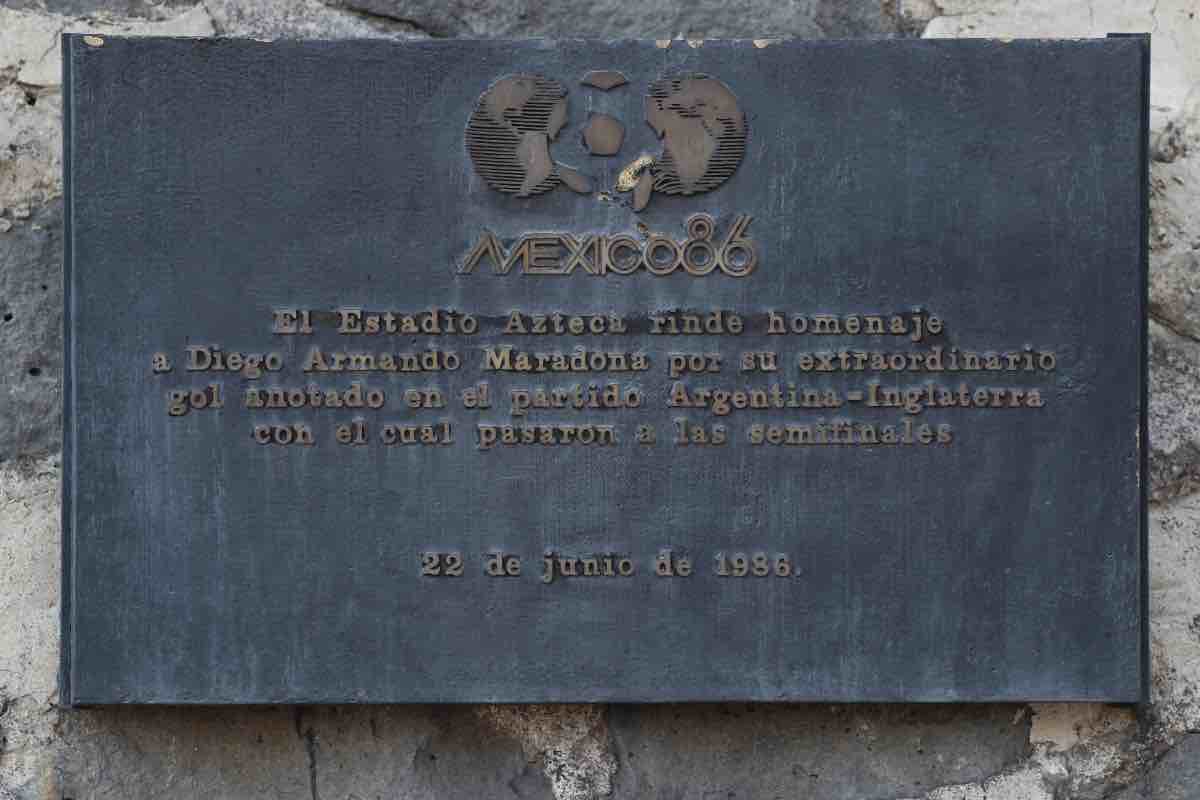 MEXICO86
El Estadio Azteca rinde homenaje
a Diego Armando Maradona por su extraordinario
gol anotado en el partido Argentina-Inglaterra
con el cual pasaron a las semifinales
22 de junio de 1986.